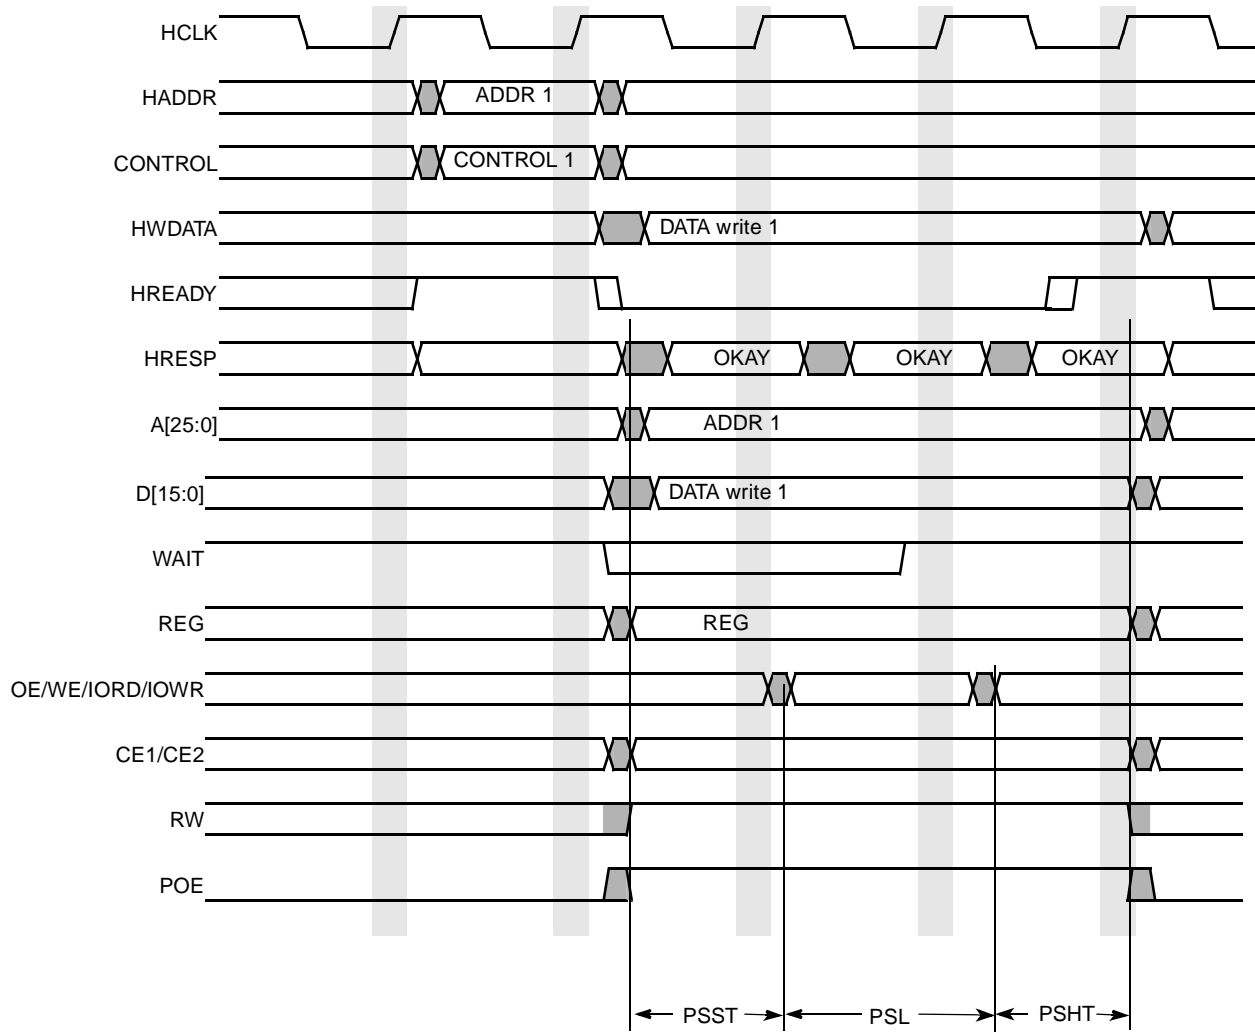 HCLK
HADDR
ADDR 1
CONTROL
CONTROL 1
HWDATA
DATA write 1
HREADY
HRESP
OKAY
OKAY
OKAY
A[25:0]
ADDR 1
D[15:0]
DATA write 1
WAIT
REG
REG
OE/WE/IORD/IOWR
CE1/CE2
RW
POE
PSST
PSL
PSHT